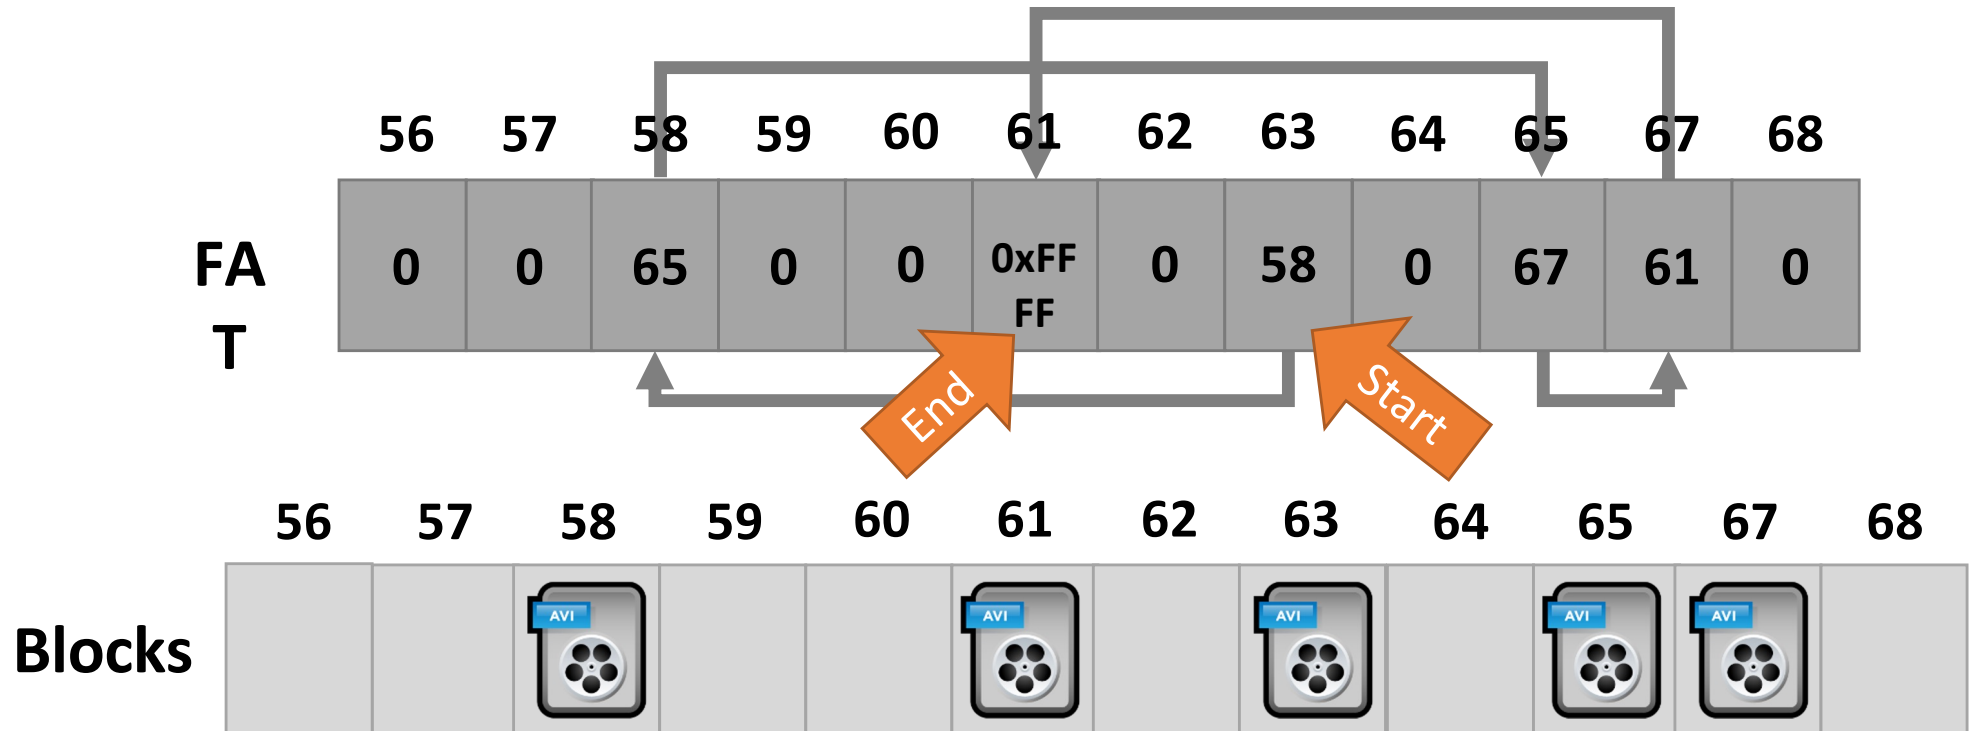 56 57 58 59 60 61 62 63 64 65 67 68
FA
T
0 0 65 0 0 0xFF
FF 0 58 0 67 61 0
End Start
56 57 58 59 60 61 62 63 64 65 67 68
Blocks
AVI AVI AVI AVI AVI